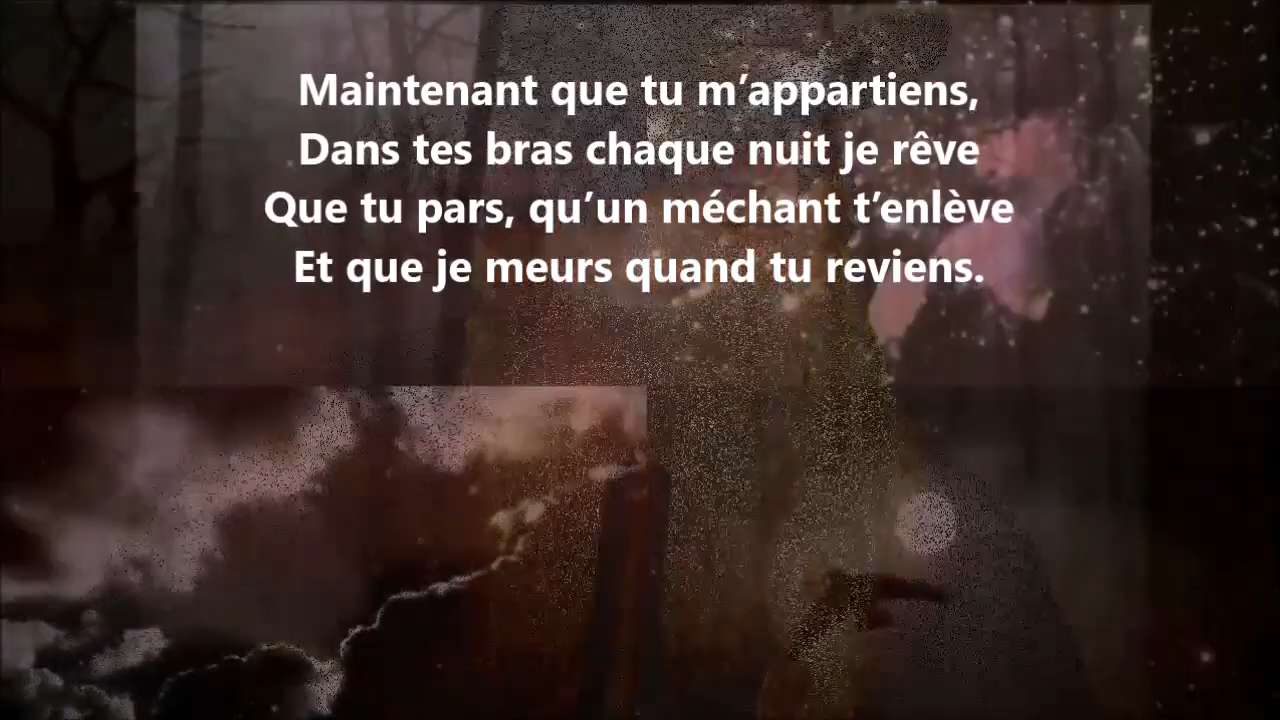 Maintenant que tu m’appartiens,
Dans tes bras chaque nuit je rêve
Que tu pars, qu’un méchant t’enlève
Et que je meurs quand tu reviens.